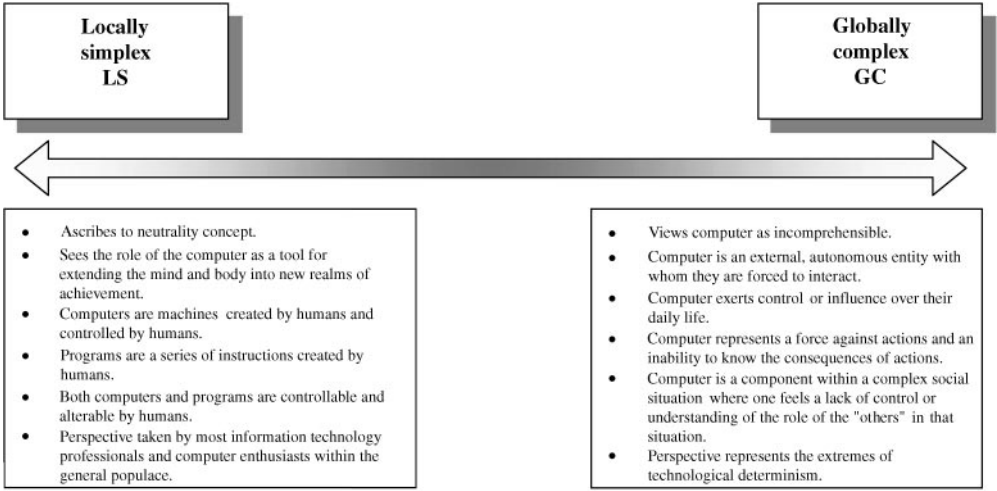 Locally
simplex
LS
Globally
complex
GC
• Ascribes to neutrality concept.
• Sees the role of the computer as a tool for
extending the mind and body into new realms of
achievement.
• Computers are machines created by humans and
controlled by humans.
• Programs are a series of instructions created by
humans.
• Both computers and programs are controllable and
alterable by humans.
• Perspective taken by most information technology
professionals and computer enthusiasts within the
general populace.
• Views computer as incomprehensible.
• Computer is an external, autonomous entity with
whom they are forced to interact.
• Computer exerts control or influence over their
daily life.
• Computer represents a force against actions and an
inability to know the consequences of actions.
• Computer is a component within a complex social
situation where one feels a lack of control or
understanding of the role of the "others" in that
situation.
• Perspective represents the extremes of
technological determinism.